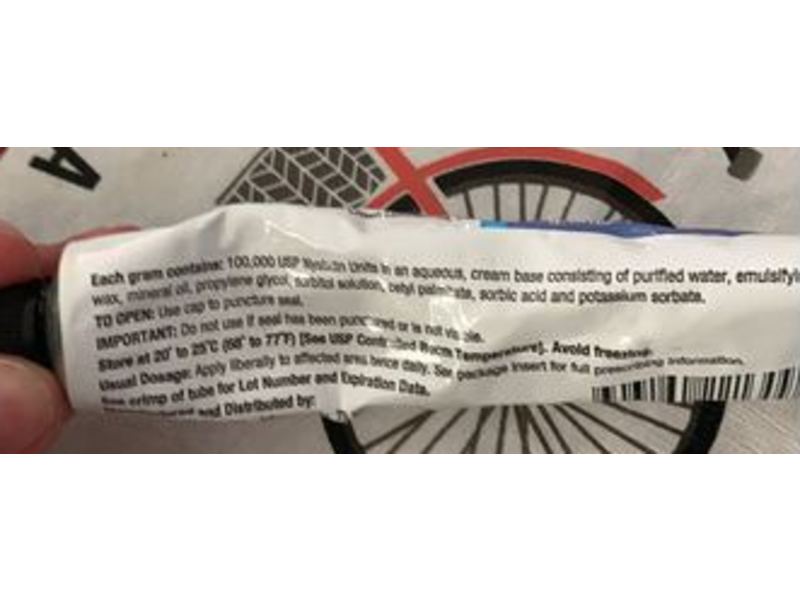 A
Each gram contains: 100,000 USP Nystatin Units in an aqueous, cream base consisting of purified water, emulsifyi
wax, mineral oil, propylene glycol, sorbitol solution, cetyl palmitate, sorbic acid and potassium sorbate.
TO OPEN: Use cap to puncture seal.
IMPORTANT: Do not use if seal has been punctured or is not visible.
Store at 20° to 25°C (68° to 77°F) [See USP Controlled Room Temperature]. Avoid freezing.
Usual Dosage: Apply liberally to affected area twice daily. See package insert for full prescribing information.
See crimp of tube for Lot Number and Expiration Date.
and Distributed by: